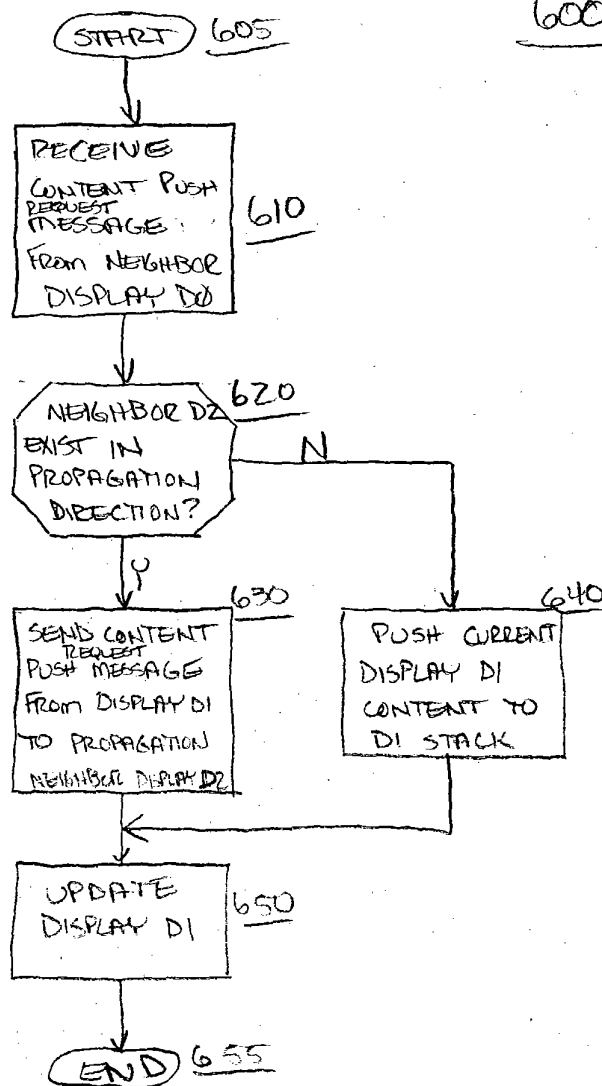 START 605
600
RECEIVE
CONTENT PUSH
REQUEST
MESSAGE
FROM NEIGHBOR
DISPLAY D0
610
NEIGHBOR D2
EXIST IN
PROPAGATION
DIRECTION?
620
N
Y
SEND CONTENT
REQUEST
PUSH MESSAGE
FROM DISPLAY D1
TO PROPAGATION
NEIGHBOR DISPLAY D2
630
PUSH CURRENT
DISPLAY D1
CONTENT TO
D1 STACK
640
UPDATE
DISPLAY D1
650
END 655